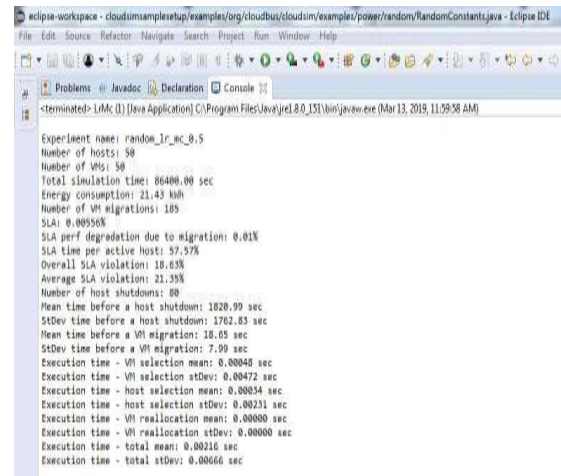 eclipse-workspace - cloudsimsamplesetup/examples/org/cloudbus/cloudsim/examples/power/random/RandomConstants.java - Eclipse IDE
File Edit Source Refactor Navigate Search Project Run Window Help
Problems Javadoc Declaration Console
<terminated> LrMc (1) [Java Application] C:\Program Files\Java\jre1.8.0_151\bin\javaw.exe (Mar 13, 2019, 11:59:58 AM)
Experiment name: random_lr_mc_0.5
Number of hosts: 50
Number of VMs: 50
Total simulation time: 86400.00 sec
Energy consumption: 21.43 kWh
Number of VM migrations: 185
SLA: 0.00556%
SLA perf degradation due to migration: 0.01%
SLA time per active host: 57.57%
Overall SLA violation: 18.63%
Average SLA violation: 21.35%
Number of host shutdowns: 80
Mean time before a host shutdown: 1820.99 sec
StDev time before a host shutdown: 1762.83 sec
Mean time before a VM migration: 18.65 sec
StDev time before a VM migration: 7.99 sec
Execution time - VM selection mean: 0.00048 sec
Execution time - VM selection stDev: 0.00472 sec
Execution time - host selection mean: 0.00034 sec
Execution time - host selection stDev: 0.00231 sec
Execution time - VM reallocation mean: 0.00000 sec
Execution time - VM reallocation stDev: 0.00000 sec
Execution time - total mean: 0.00216 sec
Execution time - total stDev: 0.00666 sec